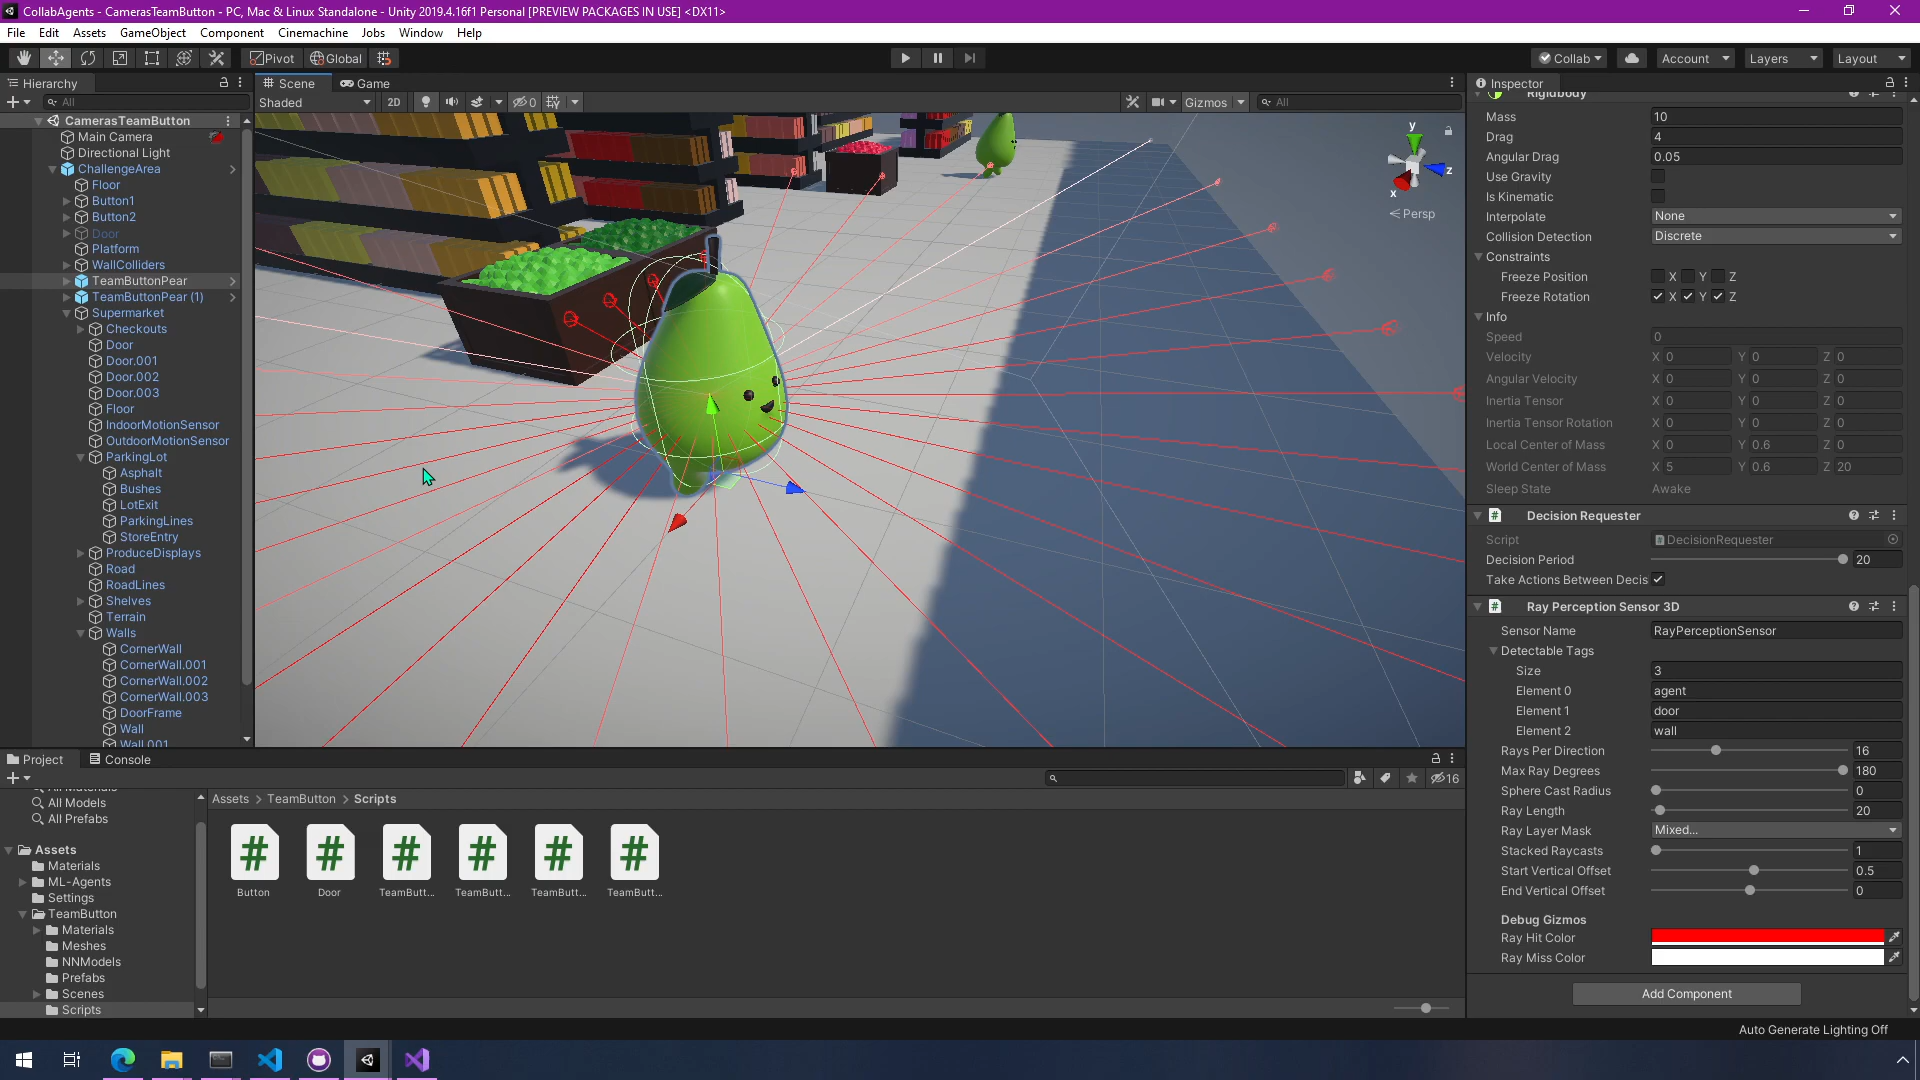 CollabAgents - CamerasTeamButton - PC, Mac & Linux Standalone - Unity 2019.4.16f1 Personal [PREVIEW PACKAGES IN USE] <DX11>
File Edit Assets GameObject Component Cinemachine Jobs Window Help
Pivot Global Collab Account Layers Layout
Hierarchy
All
CamerasTeamButton
Main Camera
Directional Light
ChallengeArea
Floor
Button1
Button2
Door
Platform
WallColliders
TeamButtonPear
TeamButtonPear (1)
Supermarket
Checkouts
Door
Door.001
Door.002
Door.003
Floor
IndoorMotionSensor
OutdoorMotionSensor
ParkingLot
Asphalt
Bushes
LotExit
ParkingLines
StoreEntry
ProduceDisplays
Road
RoadLines
Shelves
Terrain
Walls
CornerWall
CornerWall.001
CornerWall.002
CornerWall.003
DoorFrame
Wall
Wall.001
Scene Game
Shaded 2D 0 Gizmos All
y
z
x
Persp
Inspector
Rigidbody
Mass 10
Drag 4
Angular Drag 0.05
Use Gravity
Is Kinematic
Interpolate None
Collision Detection Discrete
Constraints
Freeze Position X Y Z
Freeze Rotation X Y Z
Info
Speed 0
Velocity X 0 Y 0 Z 0
Angular Velocity X 0 Y 0 Z 0
Inertia Tensor X 0 Y 0 Z 0
Inertia Tensor Rotation X 0 Y 0 Z 0
Local Center of Mass X 0 Y 0.6 Z 0
World Center of Mass X 5 Y 0.6 Z 20
Sleep State Awake
Decision Requester
Script DecisionRequester
Decision Period 20
Take Actions Between Decis
Ray Perception Sensor 3D
Sensor Name RayPerceptionSensor
Detectable Tags
Size 3
Element 0 agent
Element 1 door
Element 2 wall
Rays Per Direction 16
Max Ray Degrees 180
Sphere Cast Radius 0
Ray Length 20
Ray Layer Mask Mixed...
Stacked Raycasts 1
Start Vertical Offset 0.5
End Vertical Offset 0
Debug Gizmos
Ray Hit Color
Ray Miss Color
Add Component
Project Console
16
All Materials
All Models
All Prefabs
Assets
Materials
ML-Agents
Settings
TeamButton
Materials
Meshes
NNModels
Prefabs
Scenes
Scripts
Assets > TeamButton > Scripts
Button Door TeamButt... TeamButt... TeamButt... TeamButt...
Auto Generate Lighting Off